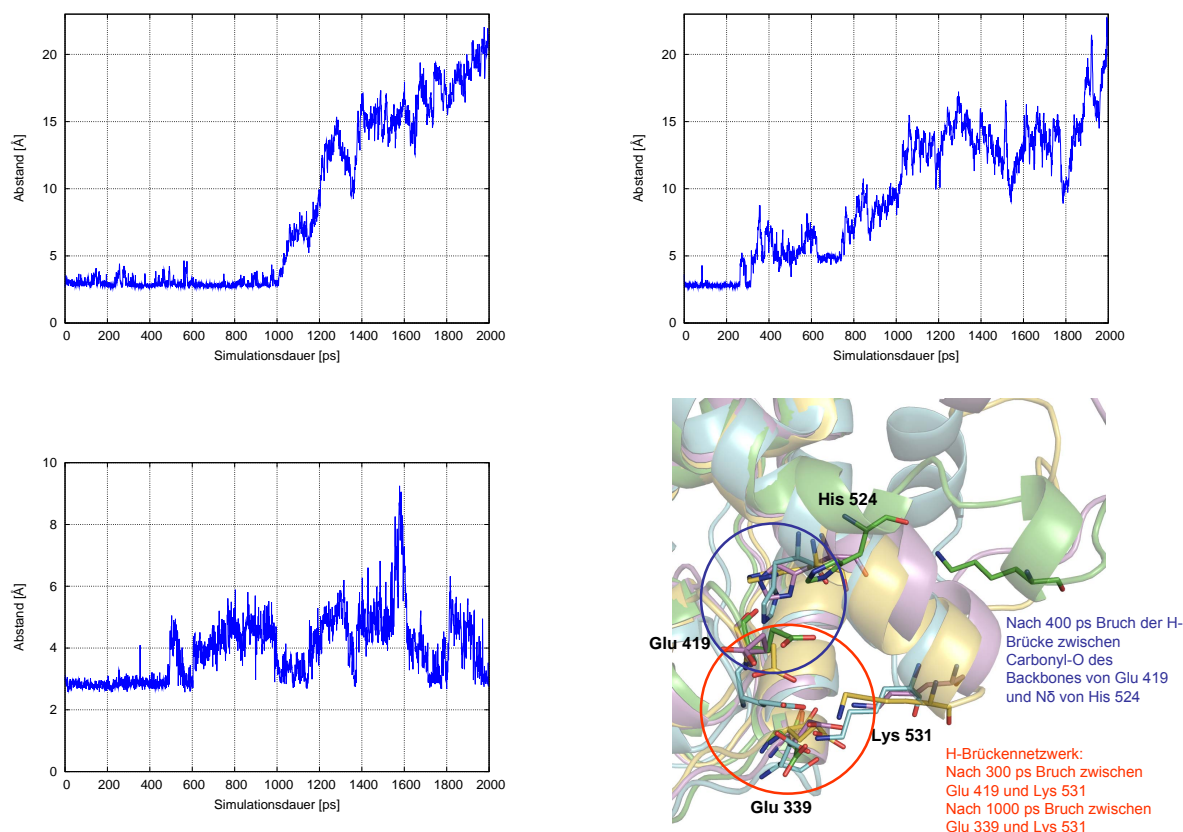 20
15
10
5
0
Abstand [Å]
0 200 400 600 800 1000 1200 1400 1600 1800 2000
Simulationsdauer [ps]
20
15
10
5
0
Abstand [Å]
0 200 400 600 800 1000 1200 1400 1600 1800 2000
Simulationsdauer [ps]
10
8
6
4
2
0
Abstand [Å]
0 200 400 600 800 1000 1200 1400 1600 1800 2000
Simulationsdauer [ps]
His 524
Glu 419
Lys 531
Glu 339
Nach 400 ps Bruch der H-
Brücke zwischen
Carbonyl-O des
Backbones von Glu 419
und Nδ von His 524
H-Brückennetzwerk:
Nach 300 ps Bruch zwischen
Glu 419 und Lys 531
Nach 1000 ps Bruch zwischen
Glu 339 und Lys 531